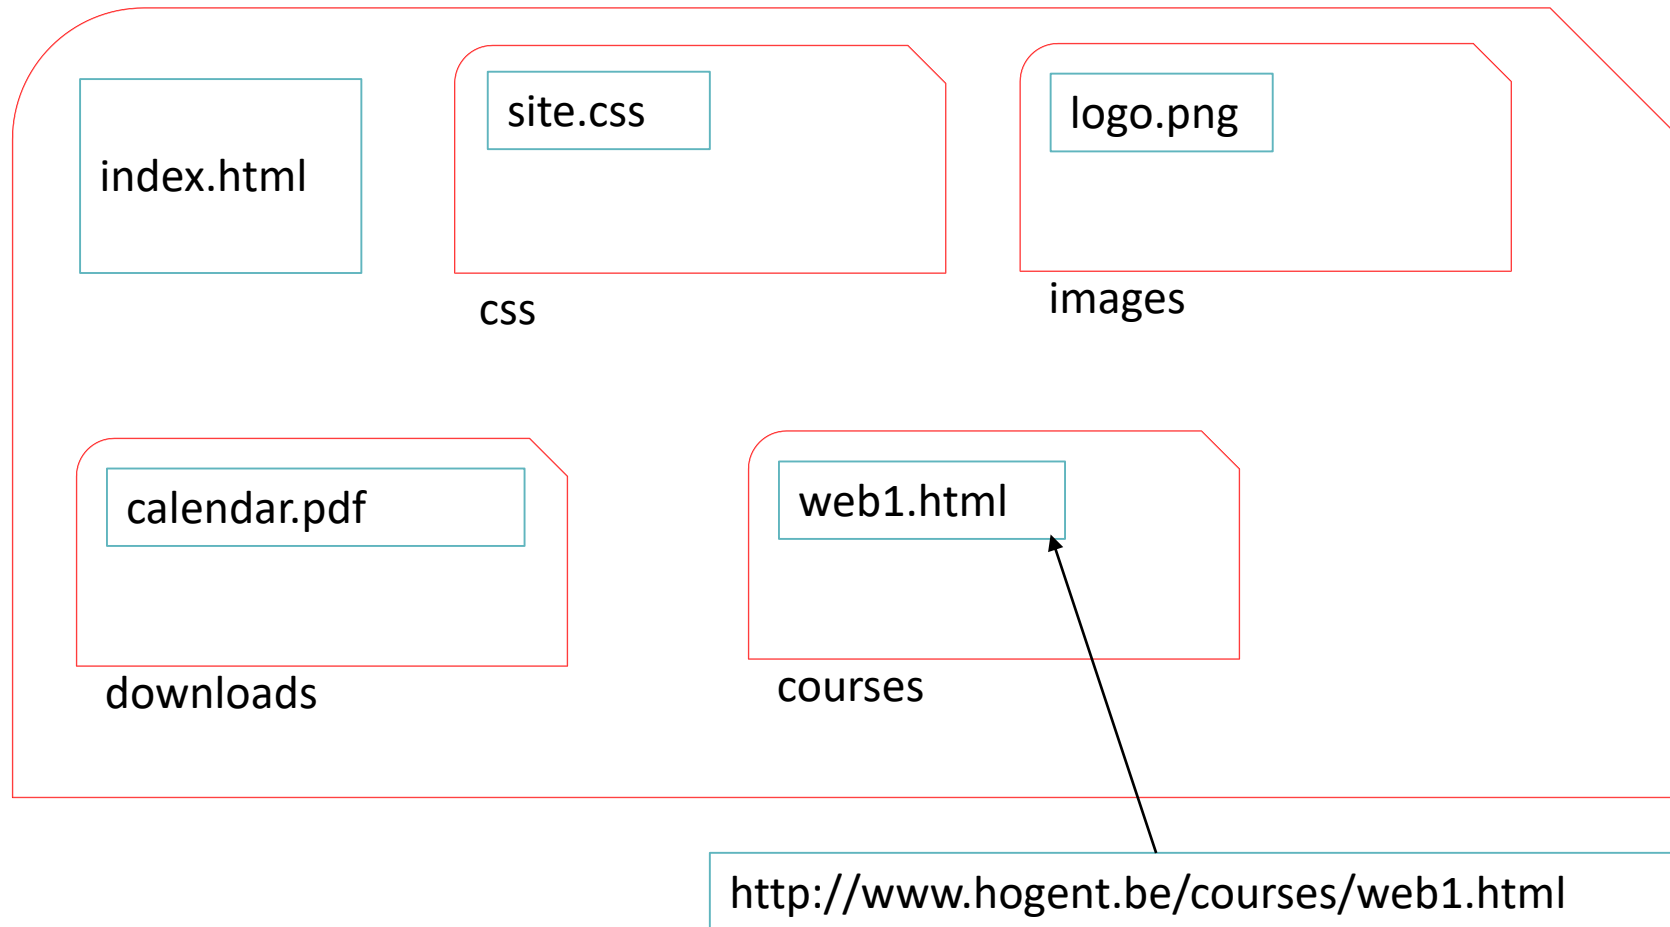 index.html
site.css
css
logo.png
images
calendar.pdf
downloads
web1.html
courses
http://www.hogent.be/courses/web1.html